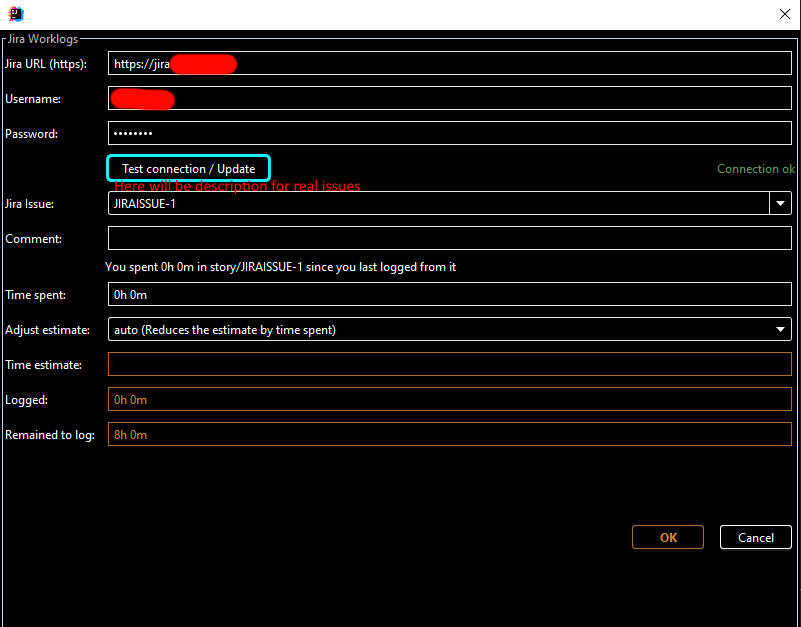 Jira Worklogs
Jira URL (https): https://jira
Username:
Password: ••••••••
Test connection / Update Connection ok
Here will be description for real issues
Jira Issue: JIRAISSUE-1
Comment:
You spent 0h 0m in story/JIRAISSUE-1 since you last logged from it
Time spent: 0h 0m
Adjust estimate: auto (Reduces the estimate by time spent)
Time estimate:
Logged: 0h 0m
Remained to log: 8h 0m
OK Cancel